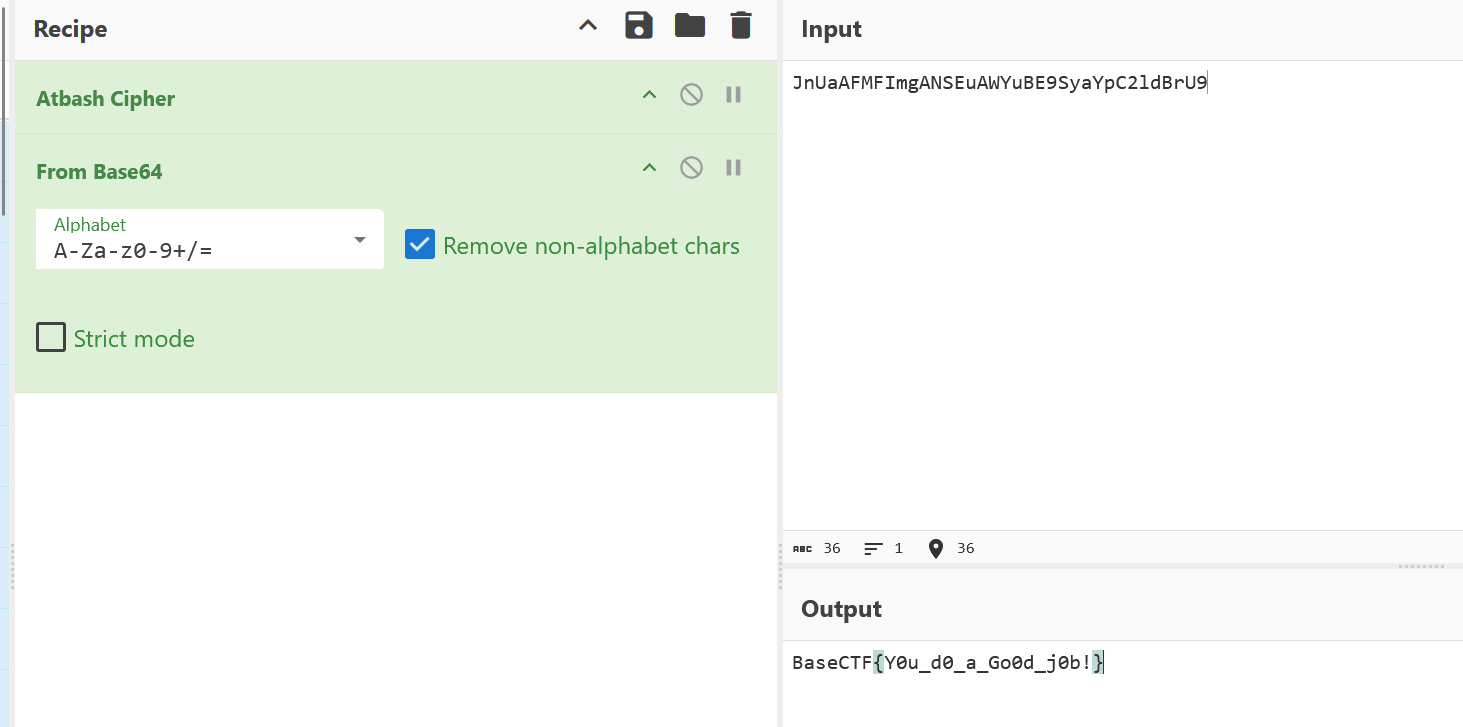 Recipe
Input
Atbash Cipher
JnUaAFMFImgANSEuAWYuBE9SyaYpC2ldBrU9
From Base64
Alphabet
A-Za-z0-9+/=
Remove non-alphabet chars
Strict mode
ABC 36 1 36
Output
BaseCTF{Y0u_d0_a_Go0d_j0b!}